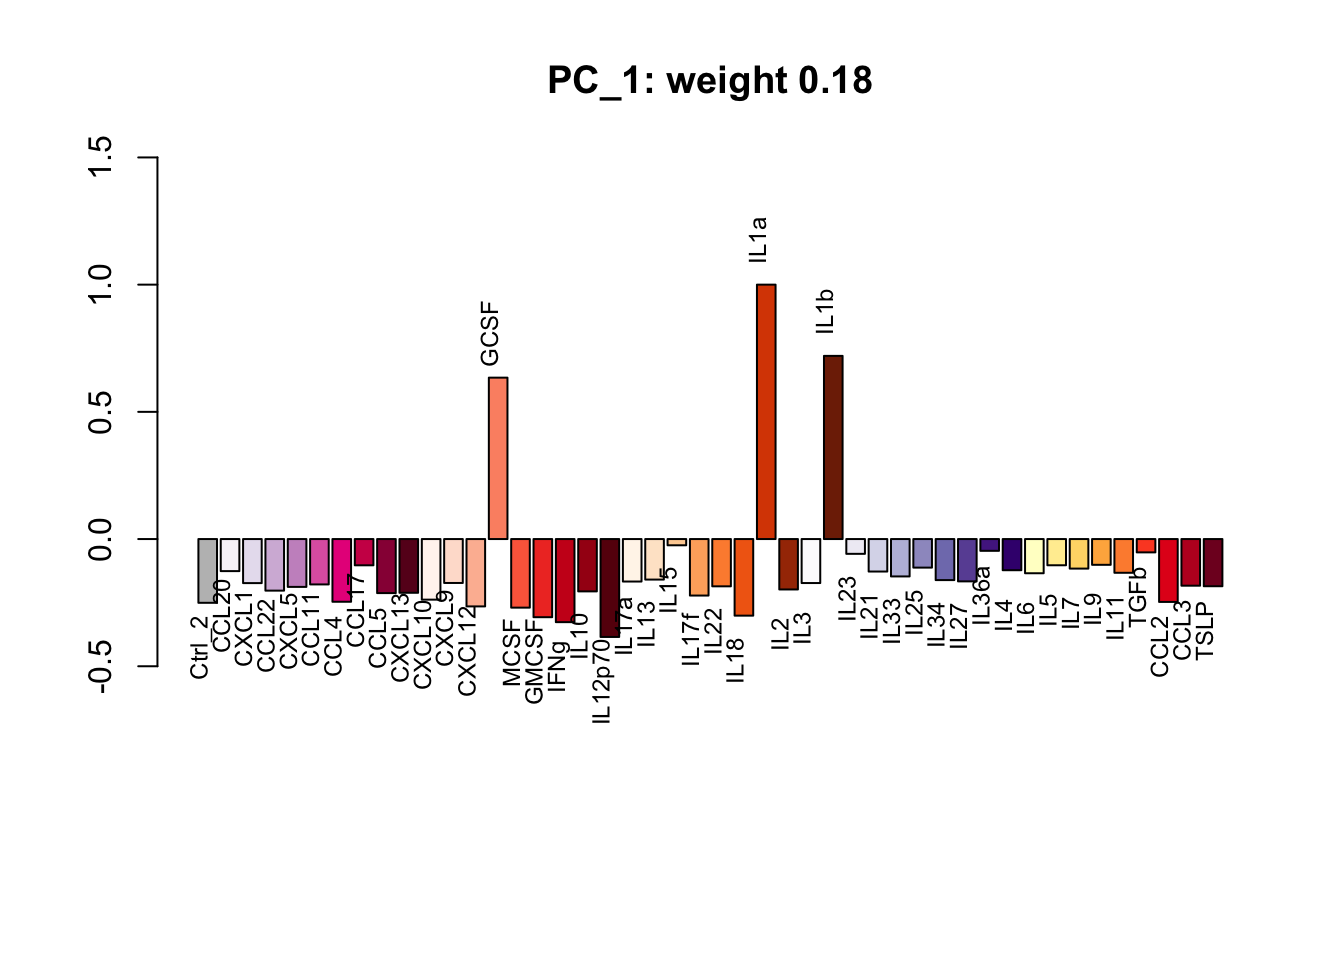 PC_1: weight 0.18
1.5
1.0
0.5
0.0
-0.5
Ctrl_2
CCL20
CXCL1
CCL22
CXCL5
CCL11
CCL4
CCL17
CCL5
CXCL13
CXCL10
CXCL9
CXCL12
GCSF
MCSF
GMCSF
IFNg
IL10
IL12p70
IL17a
IL13
IL15
IL17f
IL22
IL18
IL1a
IL2
IL3
IL1b
IL23
IL21
IL33
IL25
IL34
IL27
IL36a
IL4
IL6
IL5
IL7
IL9
IL11
TGFb
CCL2
CCL3
TSLP